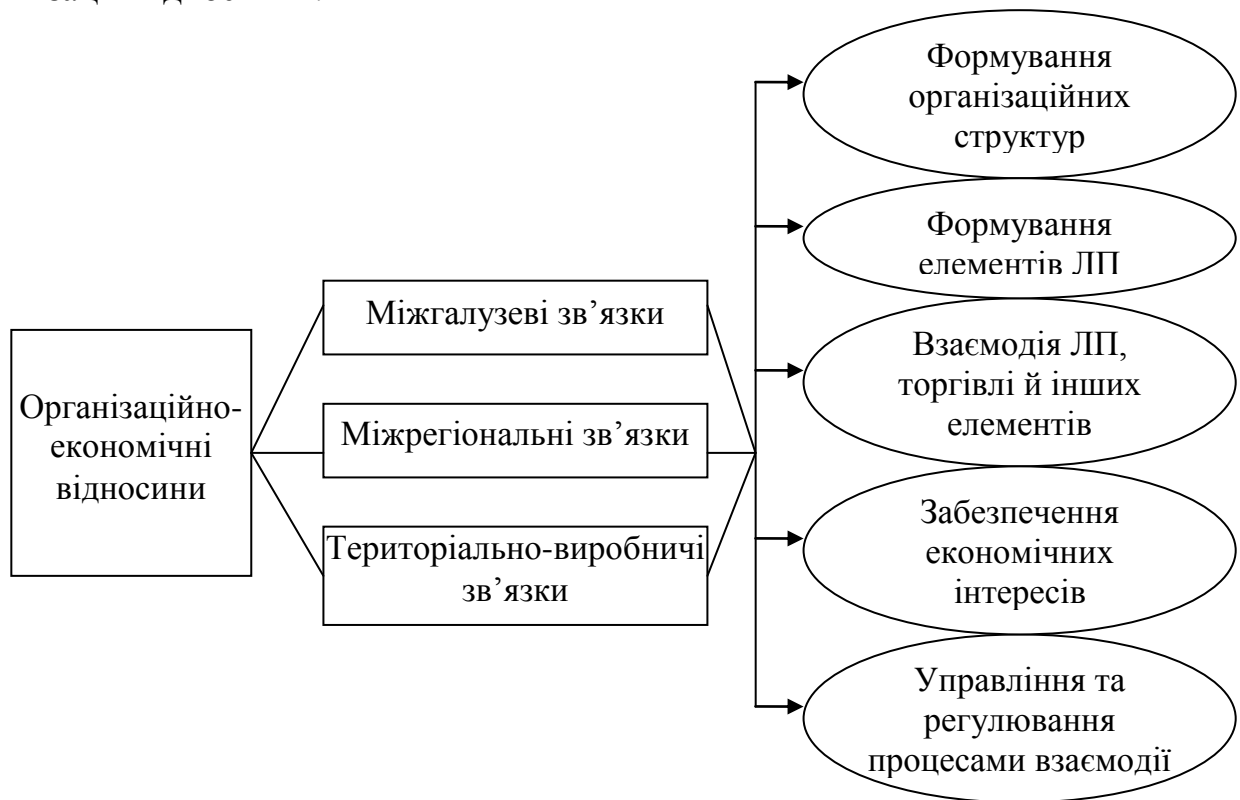 Організаційно-
економічні
відносини
Міжгалузеві зв’язки
Міжрегіональні зв’язки
Територіально-виробничі
зв’язки
Формування
організаційних
структур
Формування
елементів ЛП
Взаємодія ЛП,
торгівлі й інших
елементів
Забезпечення
економічних
інтересів
Управління та
регулювання
процесами взаємодії